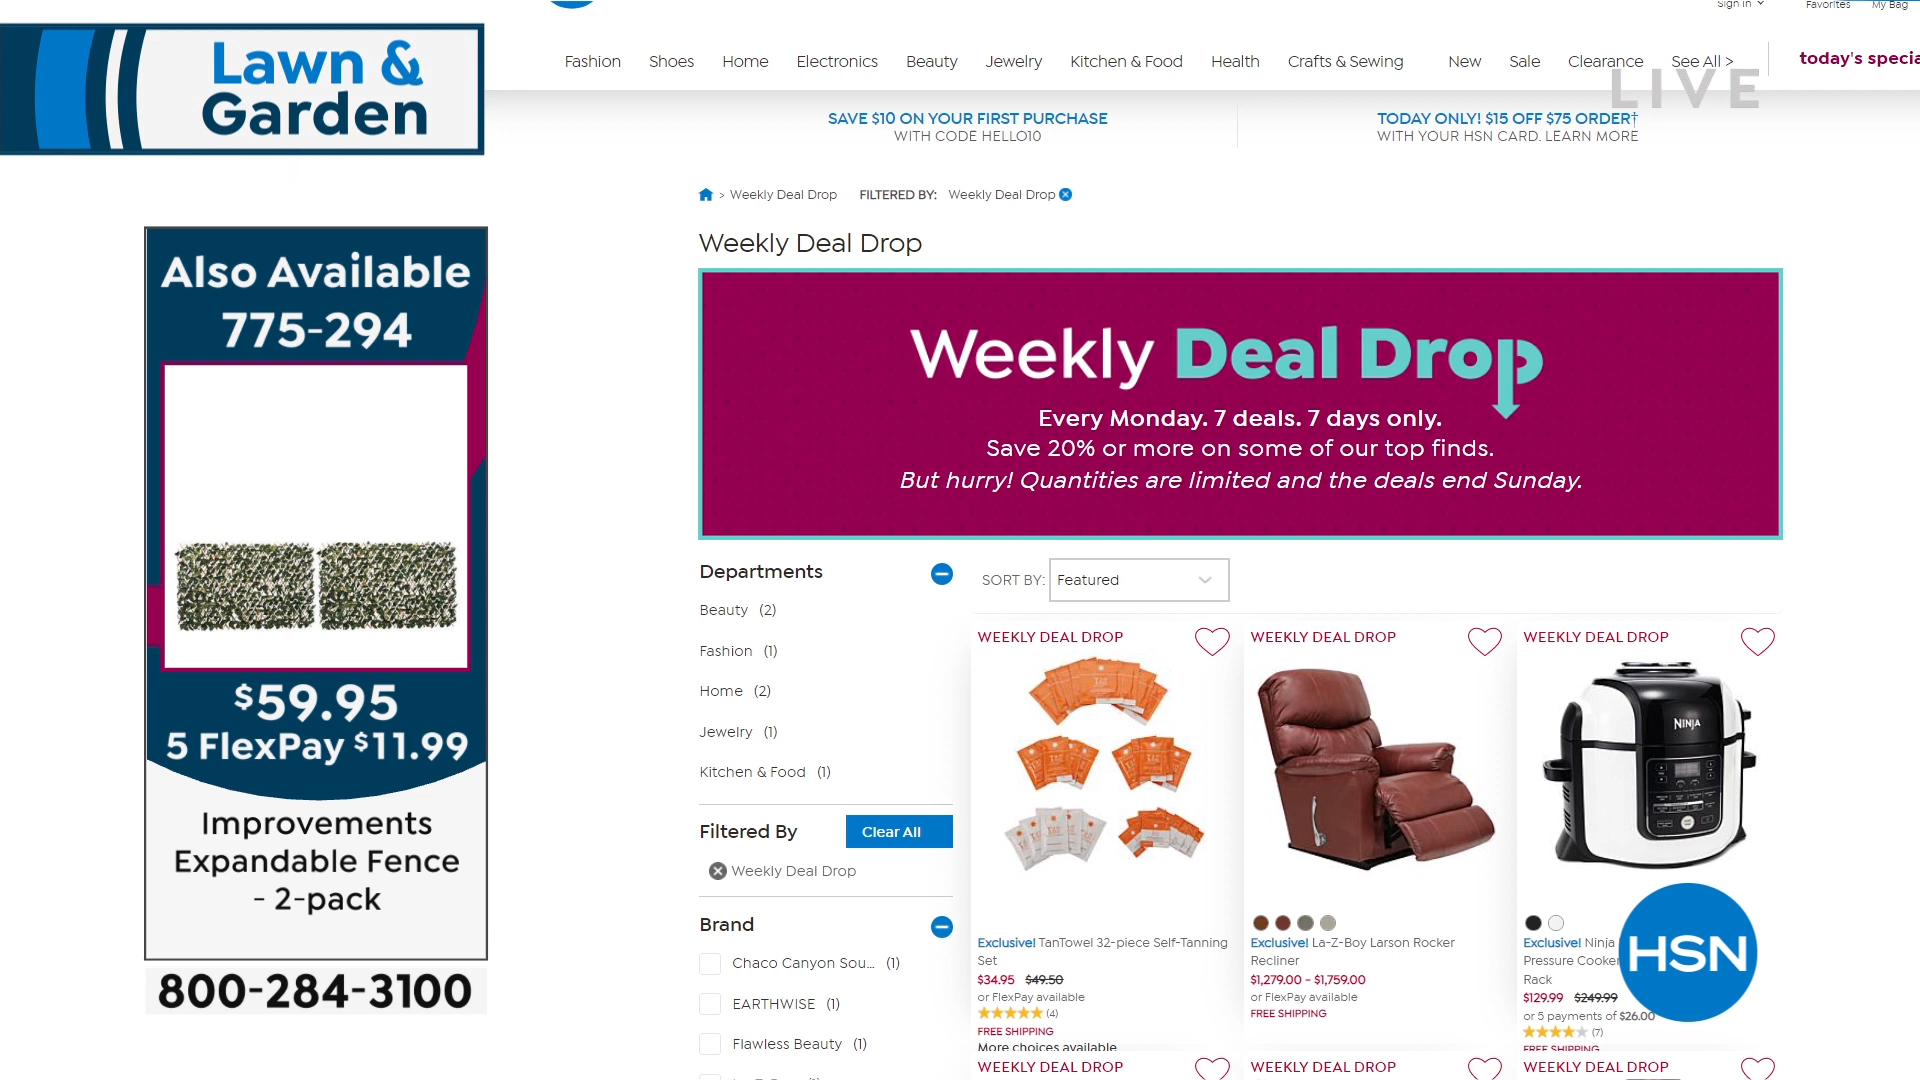 Sign In
Favorites
My Bag
Lawn &
Garden
Fashion Shoes Home Electronics Beauty Jewelry Kitchen & Food Health Crafts & Sewing New Sale Clearance See All >
today's specia
LIVE
SAVE $10 ON YOUR FIRST PURCHASE
WITH CODE HELLO10
TODAY ONLY! $15 OFF $75 ORDER†
WITH YOUR HSN CARD. LEARN MORE
> Weekly Deal Drop FILTERED BY: Weekly Deal Drop
Weekly Deal Drop
Weekly Deal Drop
Every Monday. 7 deals. 7 days only.
Save 20% or more on some of our top finds.
But hurry! Quantities are limited and the deals end Sunday.
Also Available
775-294
$59.95
5 FlexPay $11.99
Improvements
Expandable Fence
- 2-pack
800-284-3100
Departments
Beauty (2)
Fashion (1)
Home (2)
Jewelry (1)
Kitchen & Food (1)
Filtered By
Clear All
Weekly Deal Drop
Brand
Chaco Canyon Sou... (1)
EARTHWISE (1)
Flawless Beauty (1)
SORT BY: Featured
WEEKLY DEAL DROP
Exclusive! TanTowel 32-piece Self-Tanning
Set
$34.95 $49.50
or FlexPay available
(4)
FREE SHIPPING
More choices available
WEEKLY DEAL DROP
WEEKLY DEAL DROP
Exclusive! La-Z-Boy Larson Rocker
Recliner
$1,279.00 - $1,759.00
or FlexPay available
FREE SHIPPING
WEEKLY DEAL DROP
WEEKLY DEAL DROP
NINJA
Exclusive! Ninja
Pressure Cooker
Rack
$129.99 $249.99
or 5 payments of $26.00
(7)
FREE SHIPPING
WEEKLY DEAL DROP
HSN